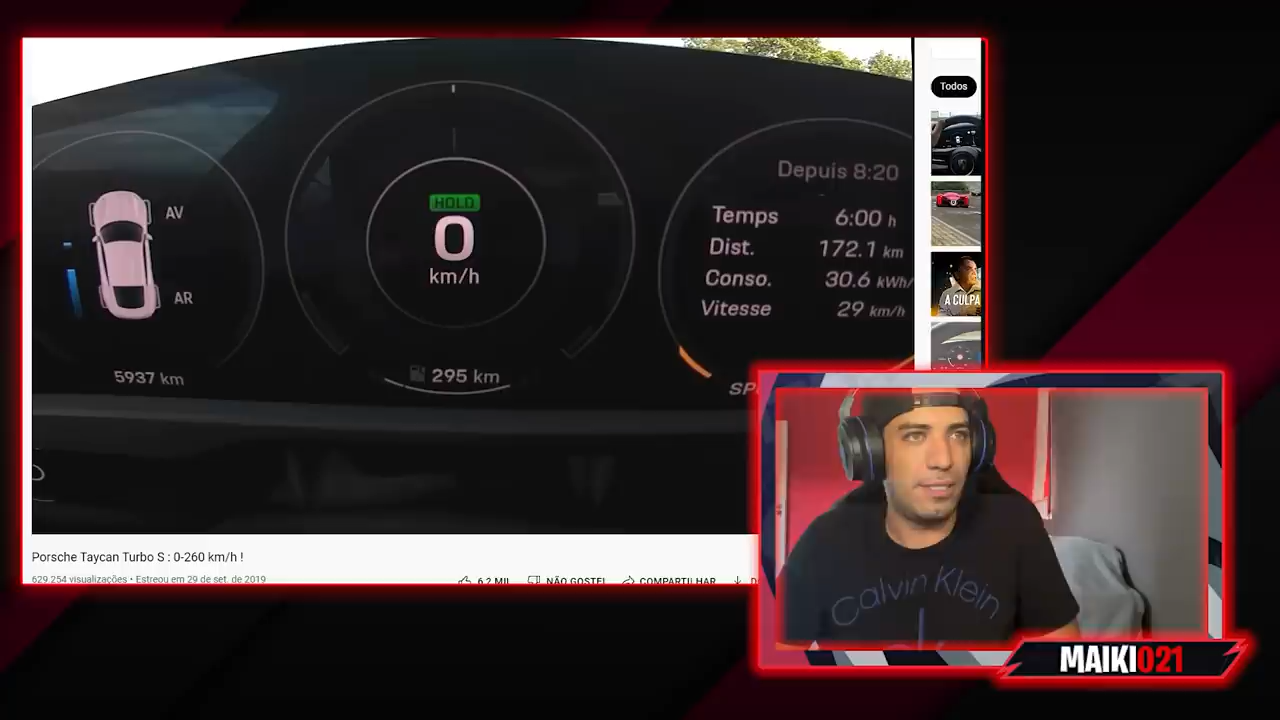 Todos
Depuis 8:20
HOLD
AV
Temps 6:00 h
0
Dist. 172.1 km
km/h
Conso. 30.6 kWh/
AR
Vitesse 29 km/h
5937 km
295 km
A CULPA
Porsche Taycan Turbo S : 0-260 km/h !
629.254 visualizações • Estreou em 29 de set. de 2019
6,2 MIL
NÃO GOSTEI
COMPARTILHAR
Calvin Klein
MAIKI021